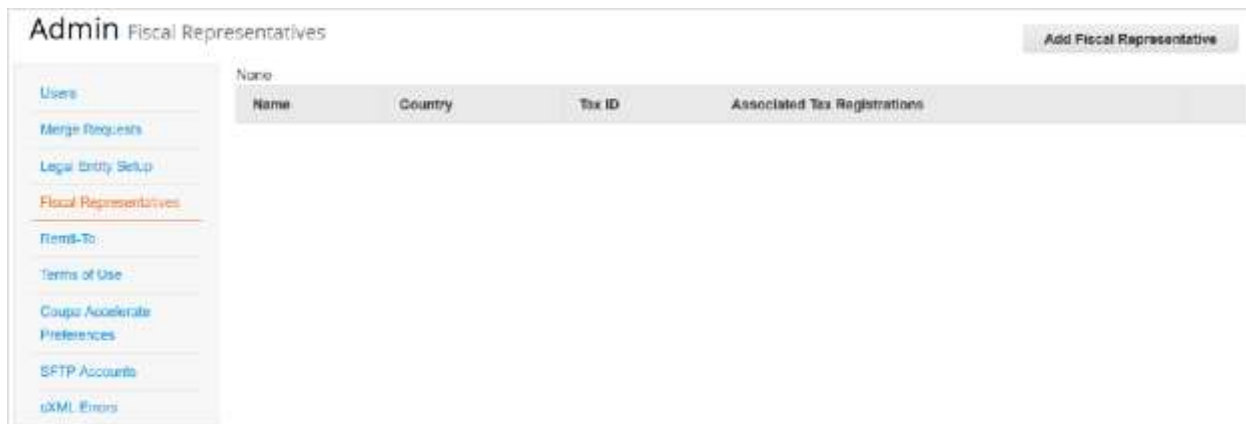 Admin Fiscal Representatives
Add Fiscal Representative
None
Name Country Tax ID Associated Tax Registrations
Users
Merge Requests
Legal Entity Setup
Fiscal Representatives
Remit-To
Terms of Use
Coupa Accelerate
Preferences
SFTP Accounts
cXML Errors